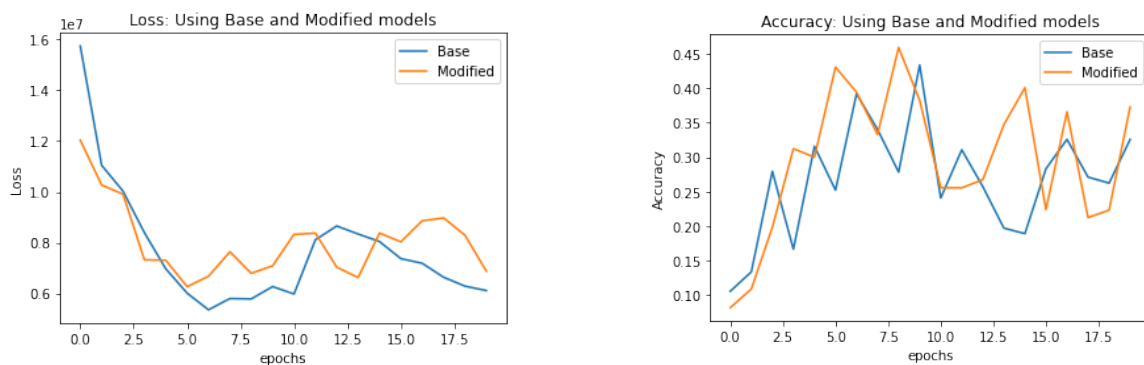 Loss: Using Base and Modified models
1e7
1.6
1.4
1.2
1.0
0.8
0.6
Loss
Base
Modified
0.0 2.5 5.0 7.5 10.0 12.5 15.0 17.5
epochs
Accuracy: Using Base and Modified models
0.45
0.40
0.35
0.30
0.25
0.20
0.15
0.10
Accuracy
Base
Modified
0.0 2.5 5.0 7.5 10.0 12.5 15.0 17.5
epochs